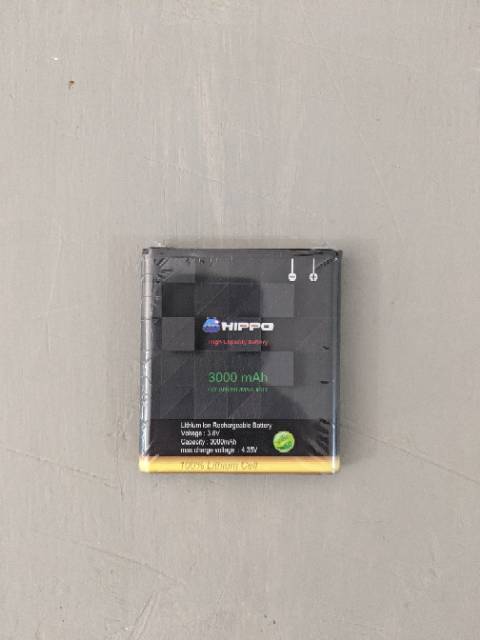 HIPPO
High Capacity Battery
3000 mAh
Lithium Ion Rechargeable Battery
Voltage : 3.8V
Capacity : 3000mAh
max charge voltage : 4.35V
100% Lithium Cell